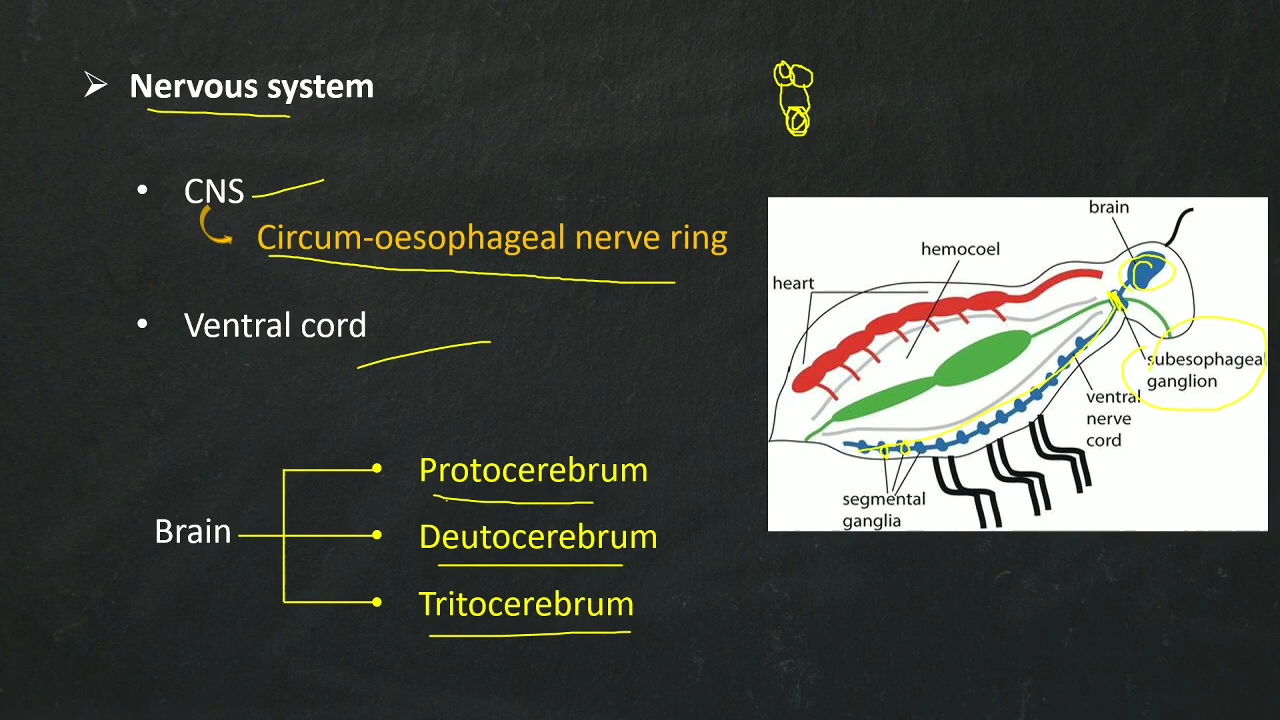 Nervous system
CNS
Circum-oesophageal nerve ring
Ventral cord
Brain
Protocerebrum
Deutocerebrum
Tritocerebrum
brain
hemocoel
heart
subesophageal
ganglion
ventral
nerve
cord
segmental
ganglia